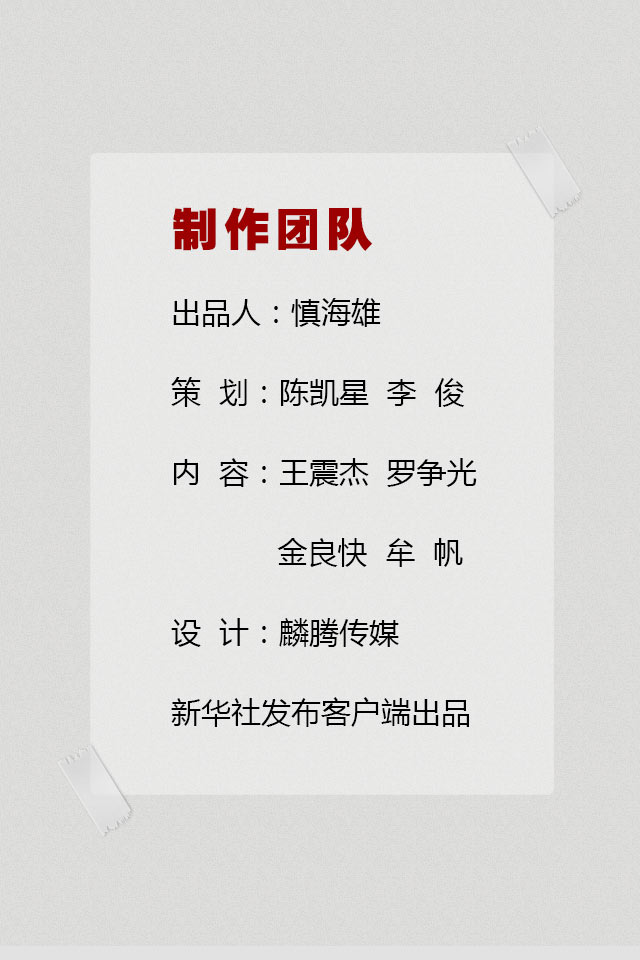 制作团队
出品人：慎海雄
策 划：陈凯星 李 俊
内 容：王震杰 罗争光
金良快 牟 帆
设 计：麟腾传媒
新华社发布客户端出品